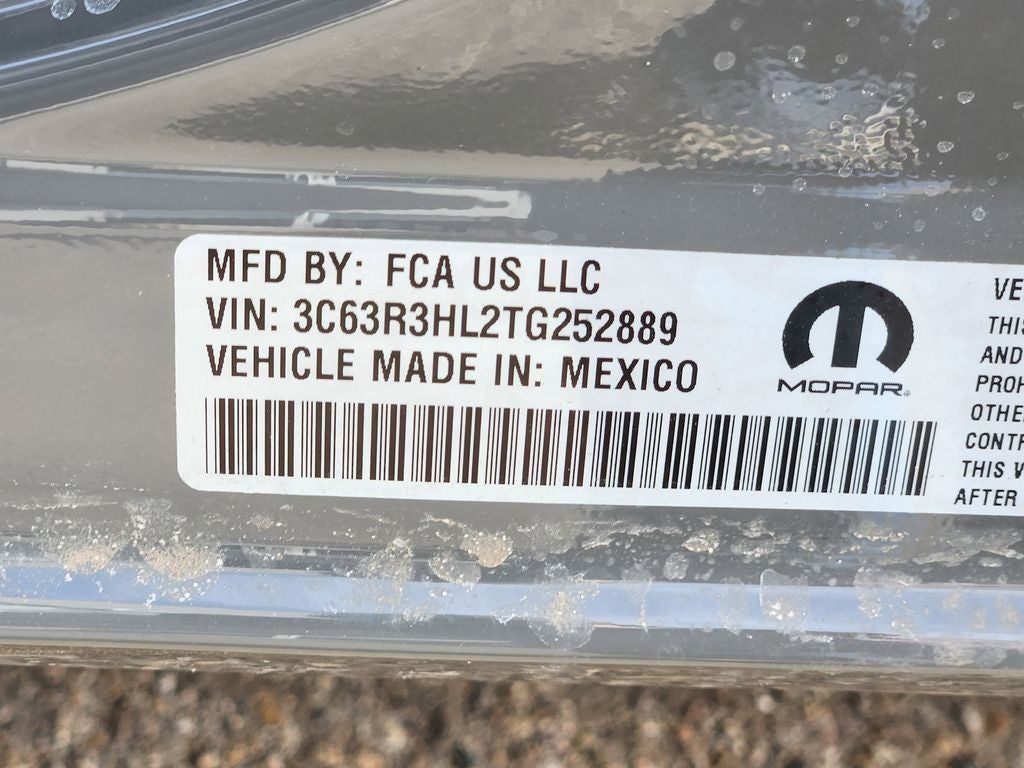 MFD BY: FCA US LLC
VIN: 3C63R3HL2TG252889
VEHICLE MADE IN: MEXICO
MOPAR®
VE
THIS
AND
PROH
OTHE
CONTR
THIS V
AFTER